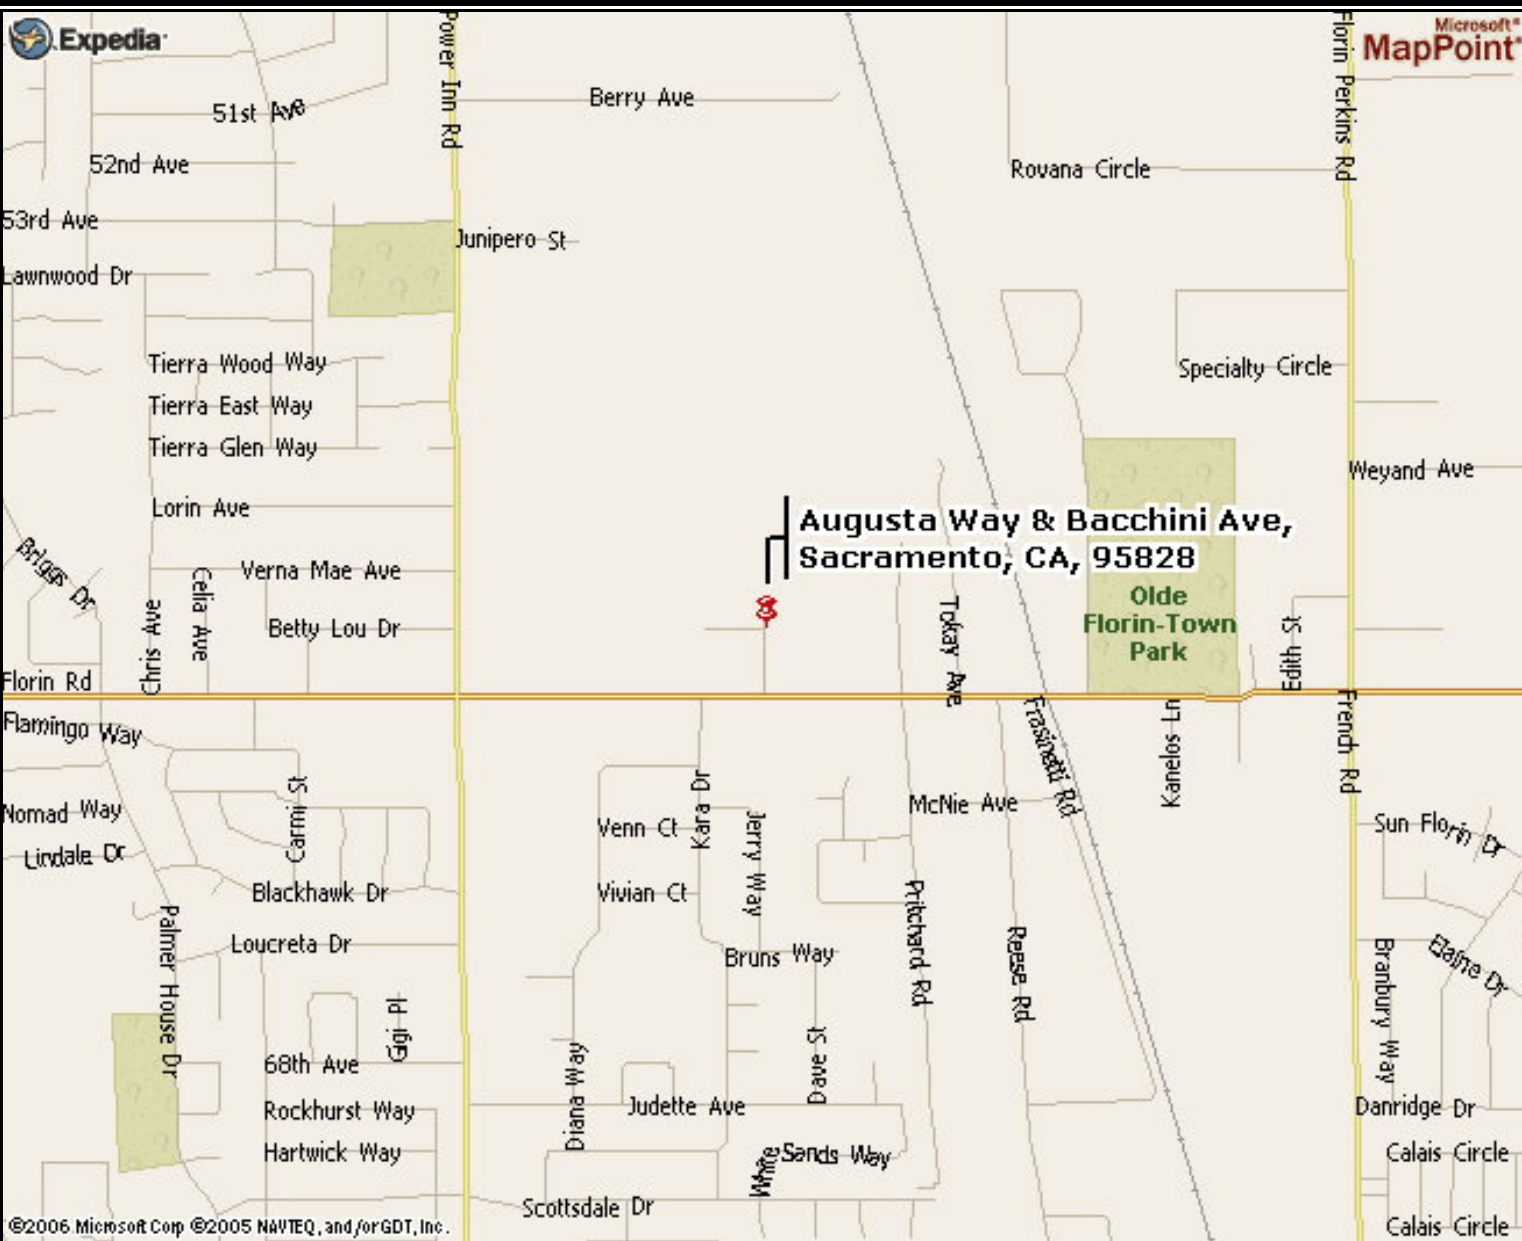 Expedia
Microsoft®
MapPoint®
Power Inn Rd
Florin Perkins Rd
51st Ave
Berry Ave
52nd Ave
Rovana Circle
53rd Ave
Junipero St
Lawnwood Dr
Tierra Wood Way
Specialty Circle
Tierra East Way
Tierra Glen Way
Weyand Ave
Lorin Ave
Augusta Way & Bacchini Ave,
Sacramento, CA, 95828
Briggs Dr
Verna Mae Ave
Celia Ave
Chris Ave
Betty Lou Dr
Tokay Ave
Olde
Florin-Town
Park
Edith St
Florin Rd
Flamingo Way
Frasinetti Rd
Kanelos Ln
French Rd
Carmi St
Kara Dr
Nomad Way
McNie Ave
Venn Ct
Jerry Way
Sun Florin Dr
Lindale Dr
Blackhawk Dr
Vivian Ct
Pritchard Rd
Palmer House Dr
Loucreta Dr
Bruns Way
Reese Rd
Branbury Way
Elaine Dr
Gigi Pl
68th Ave
Diana Way
Dave St
Rockhurst Way
Judette Ave
Danridge Dr
Hartwick Way
White Sands Way
Calais Circle
Scottsdale Dr
Calais Circle
©2006 Microsoft Corp ©2005 NAVTEQ, and/or GDT, Inc.